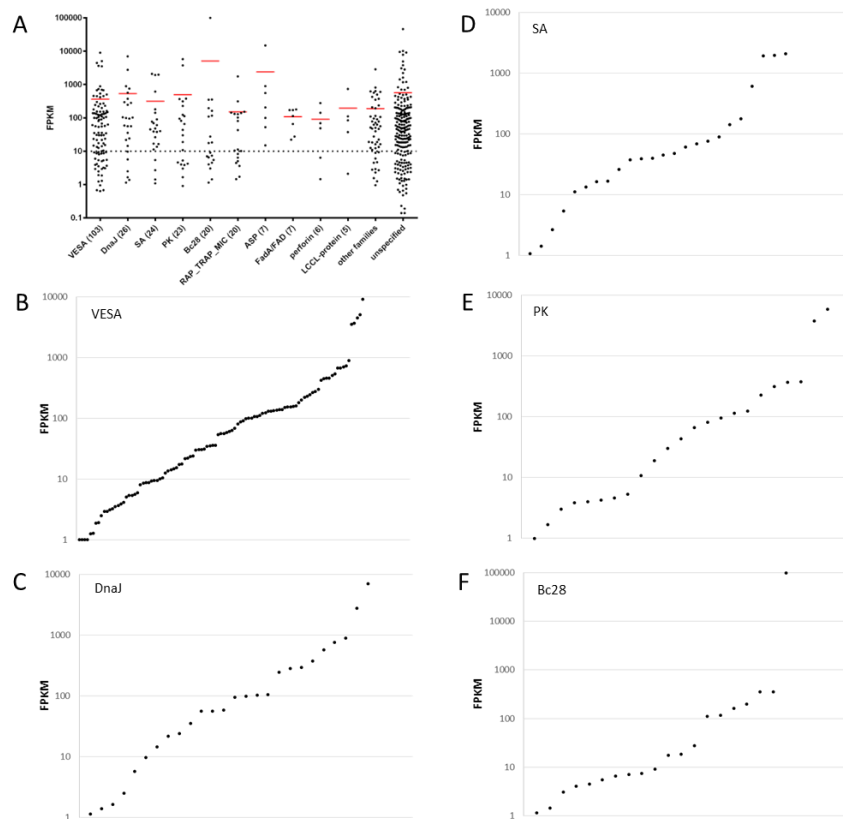 A
FPKM
100000
10000
1000
100
10
1
0.1
VESA (103)
DnaJ (26)
SA (24)
PK (23)
Bc28 (20)
RAP_TRAP_MIC (20)
ASP (7)
FadA/FAD (7)
perforin (6)
LCCL-protein (5)
other families
unspecified
B
VESA
FPKM
10000
1000
100
10
1
C
DnaJ
FPKM
10000
1000
100
10
1
D
SA
FPKM
10000
1000
100
10
1
E
PK
FPKM
10000
1000
100
10
1
F
Bc28
FPKM
100000
10000
1000
100
10
1